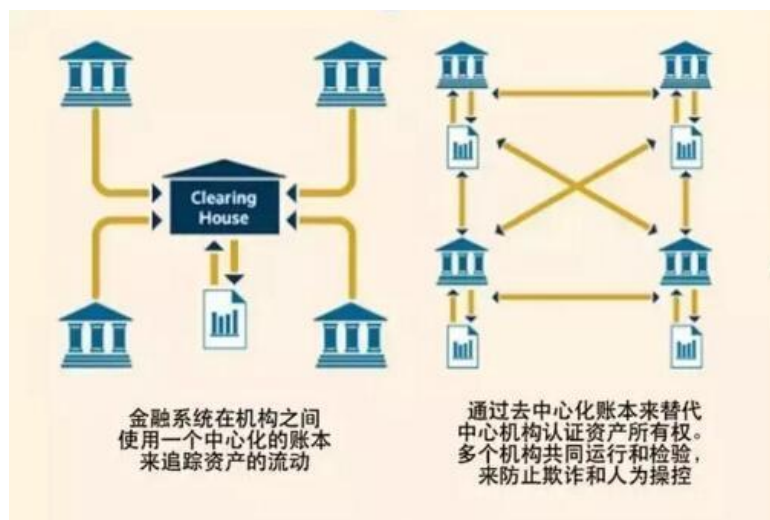 Clearing
House
金融系统在机构之间
使用一个中心化的账本
来追踪资产的流动
通过去中心化账本来替代
中心机构认证资产所有权。
多个机构共同运行和检验，
来防止欺诈和人为操控